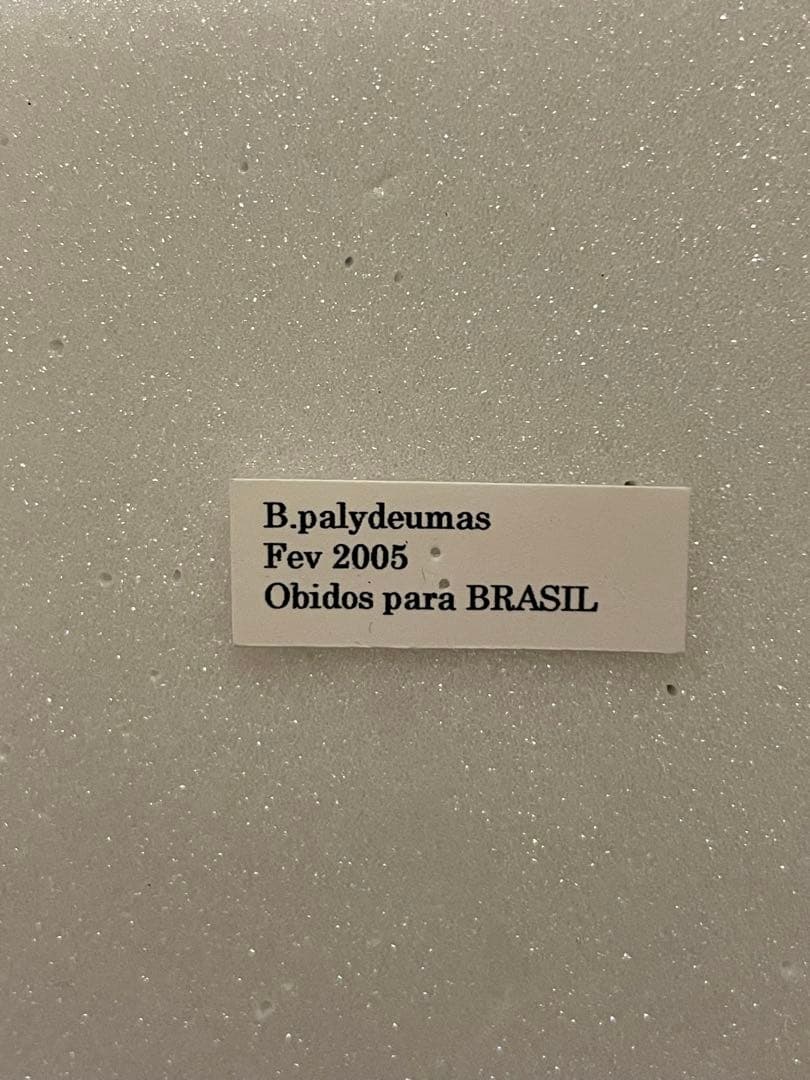 B.palydeumas
Fev 2005
Obidos para BRASIL